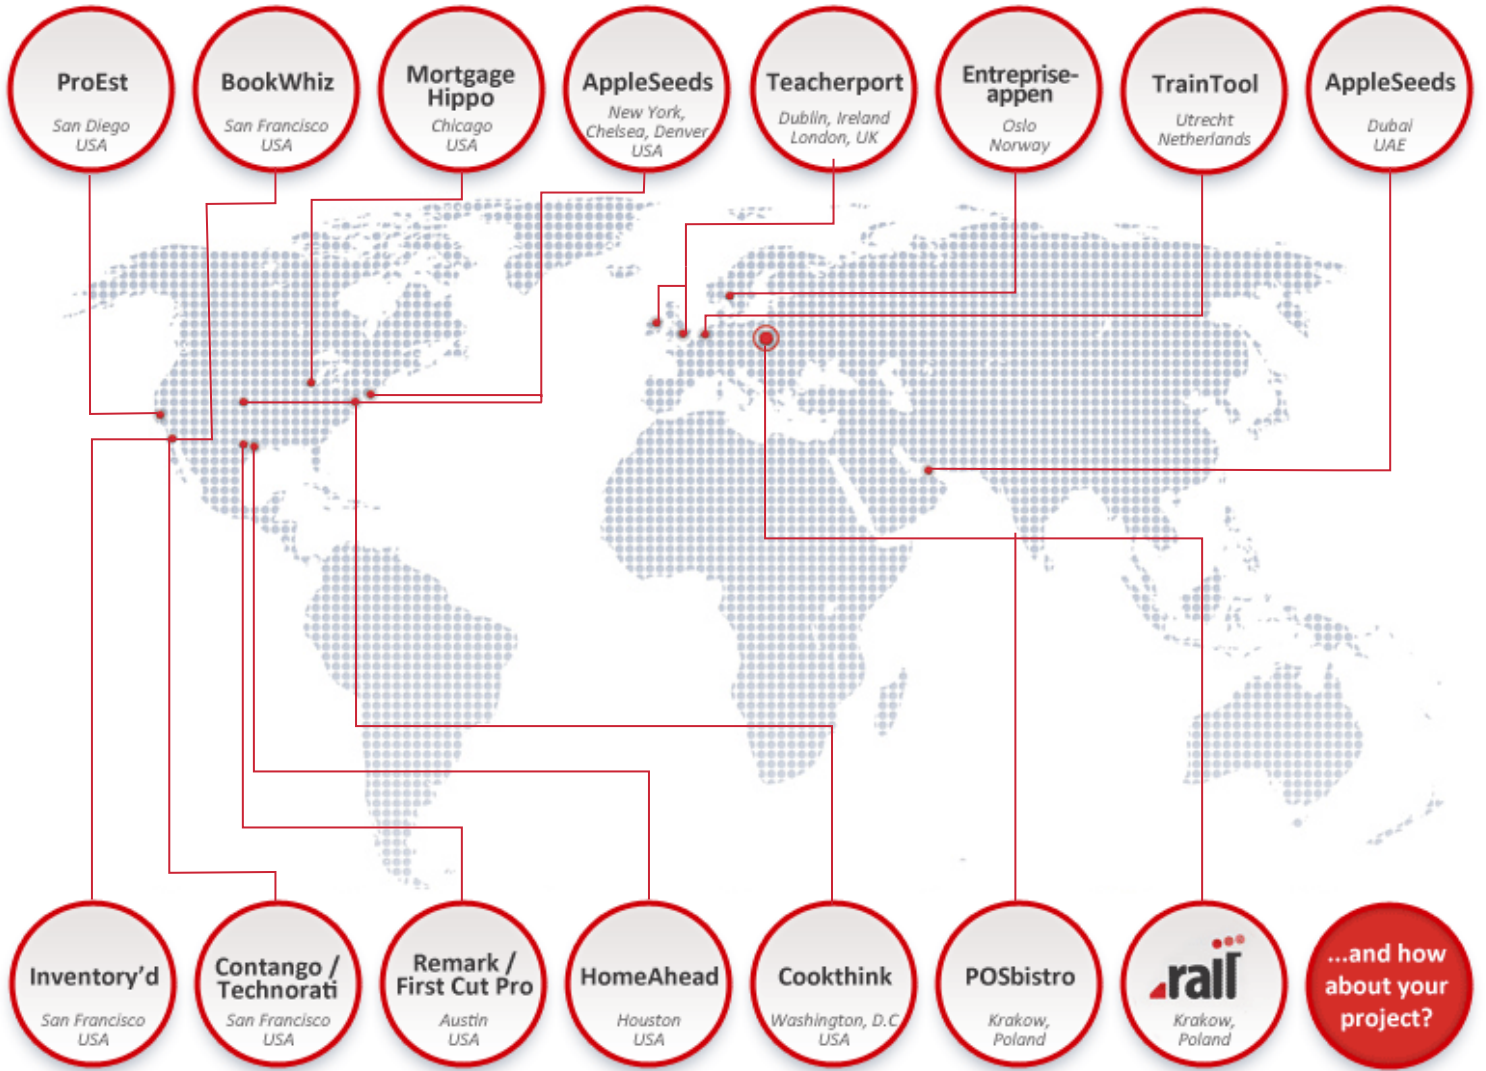 ProEst
San Diego
USA
BookWhiz
San Francisco
USA
Mortgage
Hippo
Chicago
USA
AppleSeeds
New York,
Chelsea, Denver
USA
Teacherport
Dublin, Ireland
London, UK
Entreprise-
appen
Oslo
Norway
TrainTool
Utrecht
Netherlands
AppleSeeds
Dubai
UAE
Inventory’d
San Francisco
USA
Contango /
Technorati
San Francisco
USA
Remark /
First Cut Pro
Austin
USA
HomeAhead
Houston
USA
Cookthink
Washington, D.C
USA
POSbistro
Krakow,
Poland
.rail
Krakow,
Poland
...and how
about your
project?